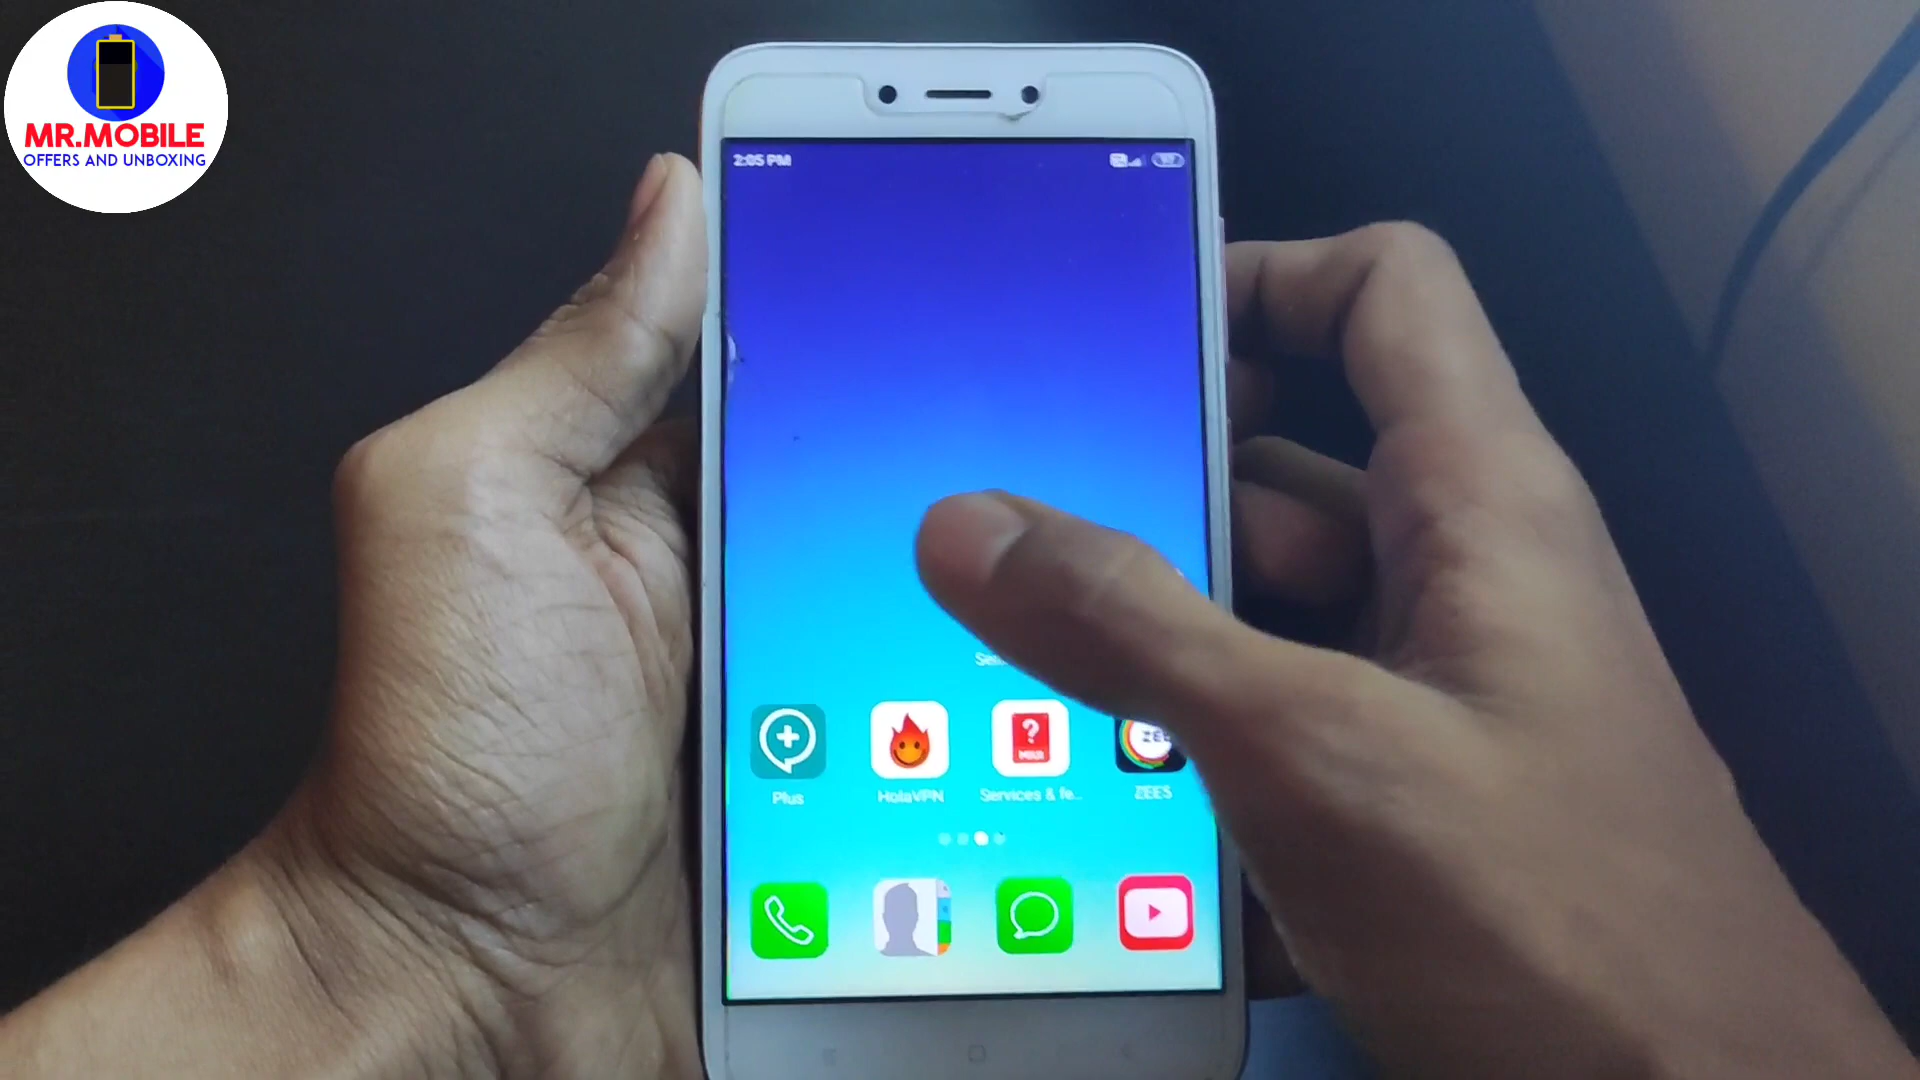 MR.MOBILE
OFFERS AND UNBOXING
2:05 PM
Plus
HolaVPN
?
Services & fe...
ZEE5